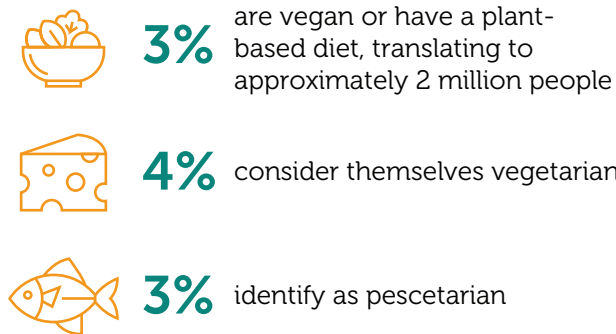 3%
are vegan or have a plant-
based diet, translating to
approximately 2 million people
4% consider themselves vegetarian
3% identify as pescetarian